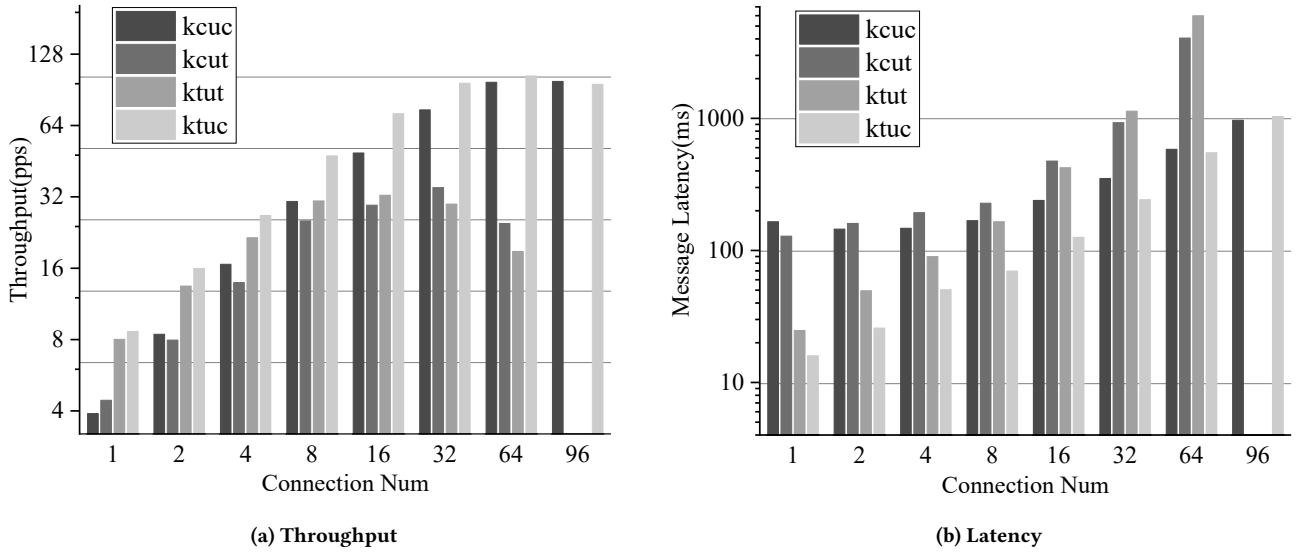 128
64
32
16
8
4
Throughput(pps)
kcuc
kcut
ktut
ktuc
1 2 4 8 16 32 64 96
Connection Num
(a) Throughput
1000
100
10
Message Latency(ms)
kcuc
kcut
ktut
ktuc
1 2 4 8 16 32 64 96
Connection Num
(b) Latency